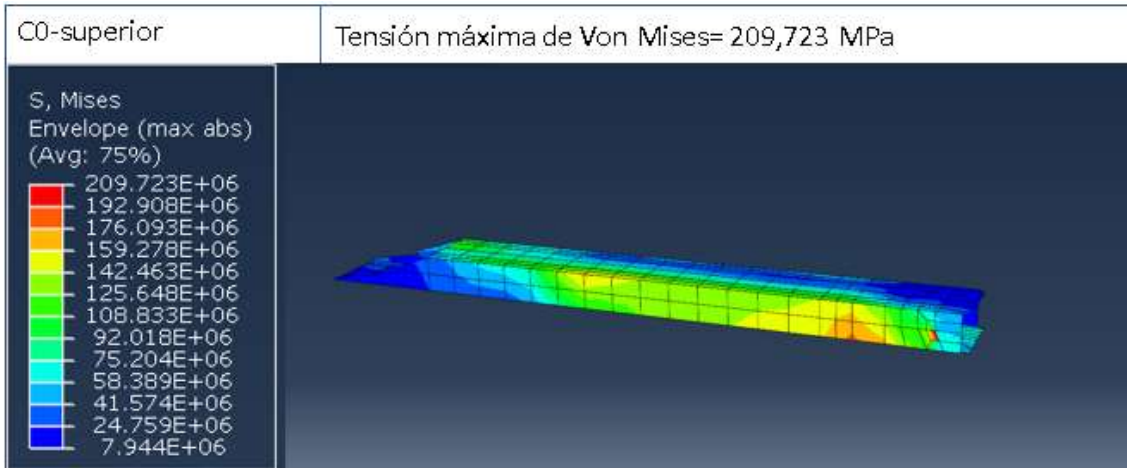 C0-superior
Tensión máxima de Von Mises= 209,723 MPa
S, Mises
Envelope (max abs)
(Avg: 75%)
209.723E+06
192.908E+06
176.093E+06
159.278E+06
142.463E+06
125.648E+06
108.833E+06
92.018E+06
75.204E+06
58.389E+06
41.574E+06
24.759E+06
7.944E+06